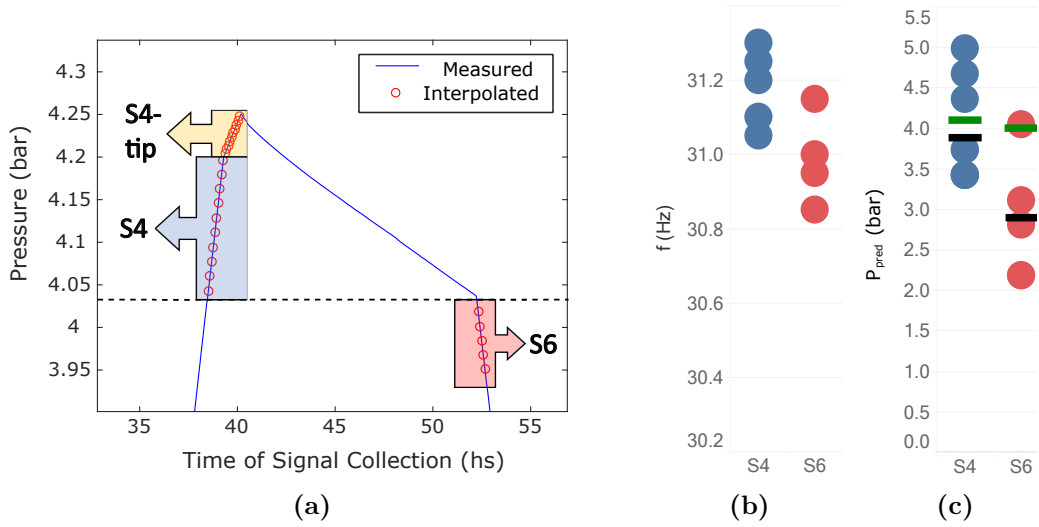 Measured
Interpolated
S4-
tip
S4
S6
4.3
4.25
4.2
4.15
4.1
4.05
4
3.95
Pressure (bar)
35
40
45
50
55
Time of Signal Collection (hs)
(a)
31.2
31.0
30.8
30.6
30.4
30.2
f (Hz)
S4
S6
(b)
5.5
5.0
4.5
4.0
3.5
3.0
2.5
2.0
1.5
1.0
0.5
0.0
Ppred (bar)
S4
S6
(c)